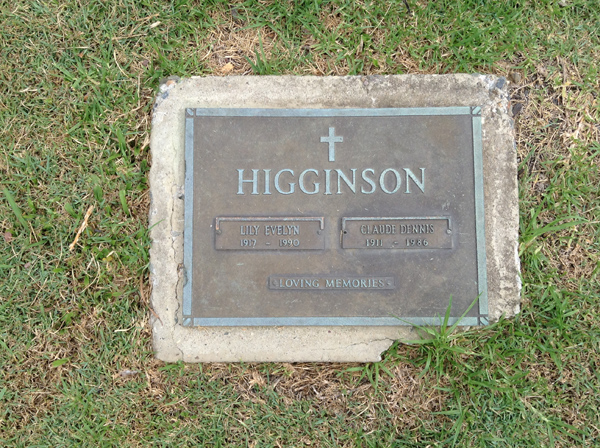 HIGGINSON
LILY EVELYN
1917 - 1990
CLAUDE DENNIS
1911 - 1986
LOVING MEMORIES